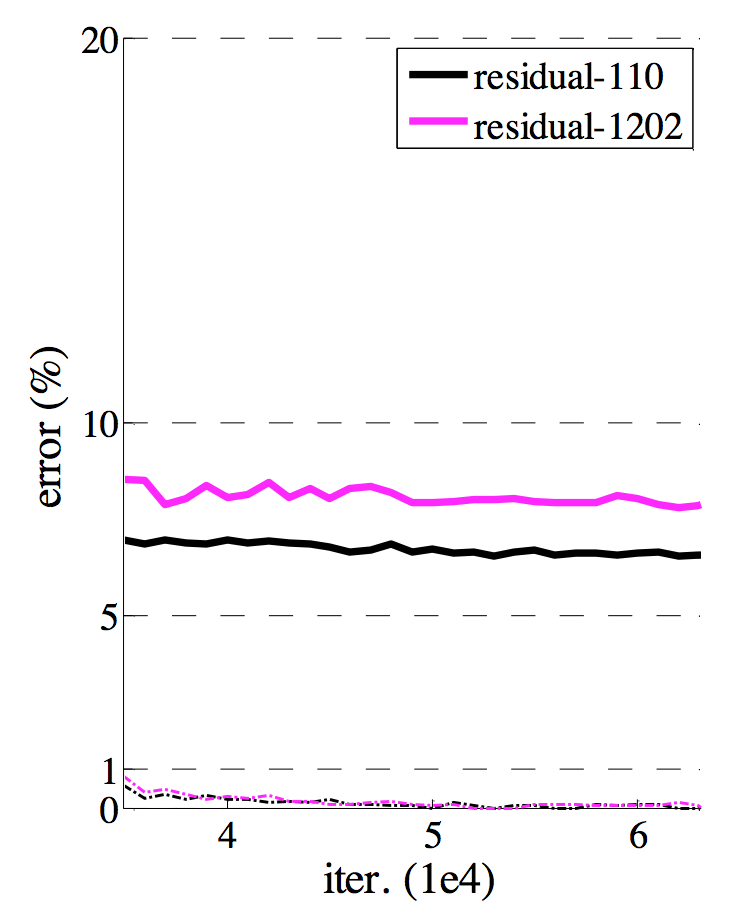 20
residual-110
residual-1202
10
5
1
0
error (%)
4 5 6
iter. (1e4)